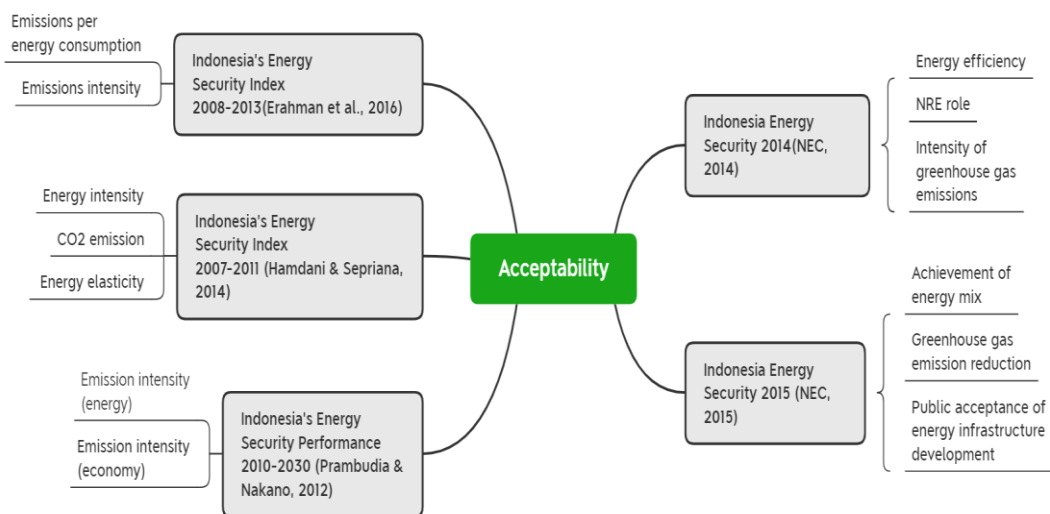 Emissions per
energy consumption
Emissions intensity
Indonesia's Energy
Security Index
2008-2013(Erahman et al., 2016)
Energy intensity
CO2 emission
Energy elasticity
Indonesia's Energy
Security Index
2007-2011 (Hamdani & Sepriana,
2014)
Emission intensity
(energy)
Emission intensity
(economy)
Indonesia's Energy
Security Performance
2010-2030 (Prambudia &
Nakano, 2012)
Acceptability
Indonesia Energy
Security 2014(NEC,
2014)
Energy efficiency
NRE role
Intensity of
greenhouse gas
emissions
Indonesia Energy
Security 2015 (NEC,
2015)
Achievement of
energy mix
Greenhouse gas
emission reduction
Public acceptance of
energy infrastructure
development